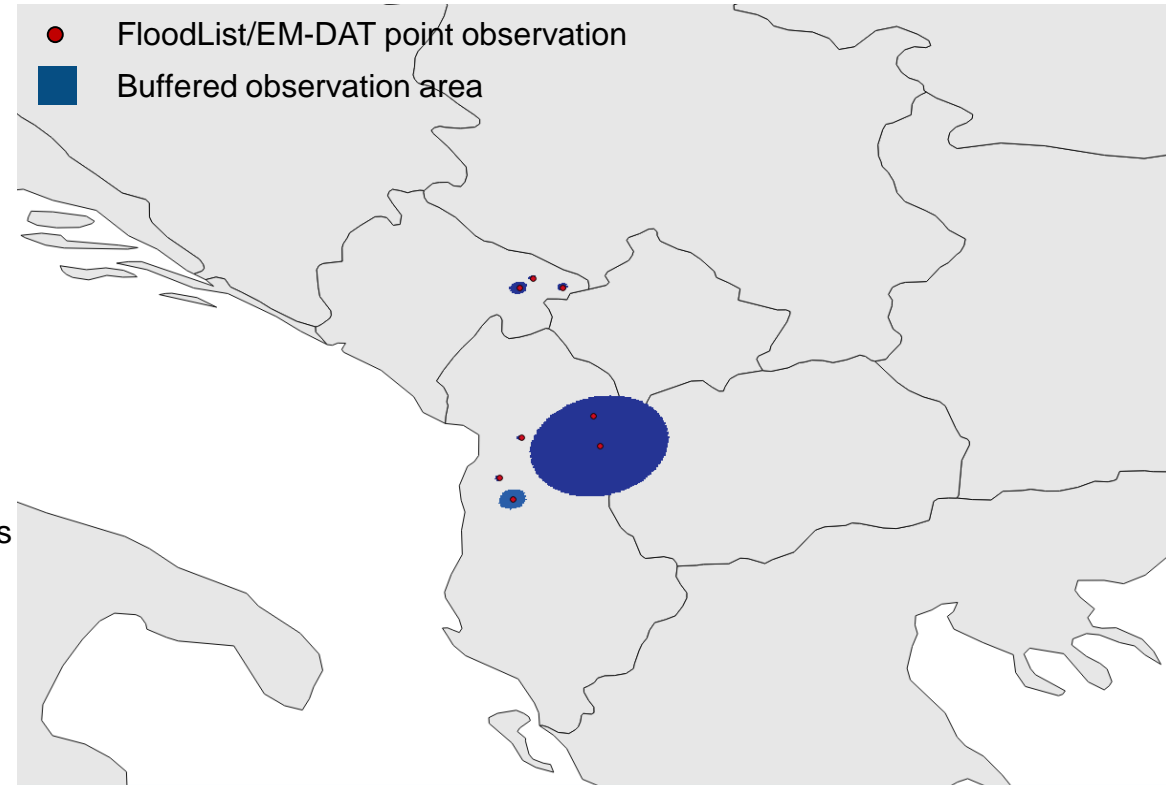 FloodList/EM-DAT point observation
Buffered observation area
s